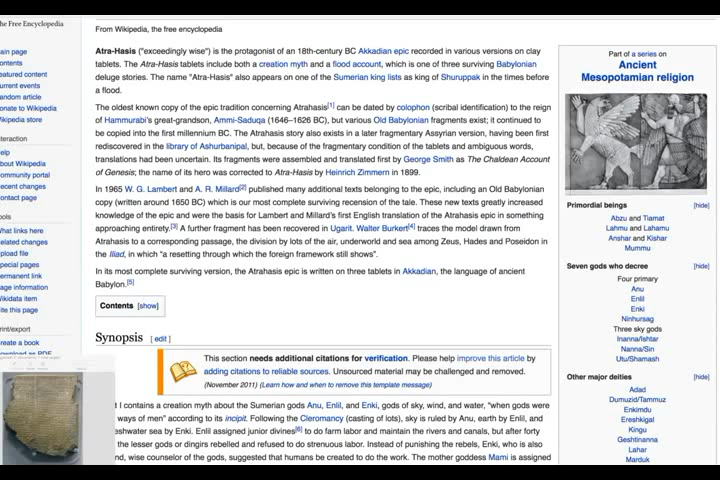 The Free Encyclopedia
From Wikipedia, the free encyclopedia
Atra-Hasis ("exceedingly wise") is the protagonist of an 18th-century BC Akkadian epic recorded in various versions on clay
tablets. The Atra-Hasis tablets include both a creation myth and a flood account, which is one of three surviving Babylonian
deluge stories. The name "Atra-Hasis" also appears on one of the Sumerian king lists as king of Shuruppak in the times before
a flood.
The oldest known copy of the epic tradition concerning Atrahasis[1] can be dated by colophon (scribal identification) to the reign
of Hammurabi's great-grandson, Ammi-Saduqa (1646–1626 BC), but various Old Babylonian fragments exist; it continued to
be copied into the first millennium BC. The Atrahasis story also exists in a later fragmentary Assyrian version, having been first
rediscovered in the library of Ashurbanipal, but, because of the fragmentary condition of the tablets and ambiguous words,
translations had been uncertain. Its fragments were assembled and translated first by George Smith as The Chaldean Account
of Genesis; the name of its hero was corrected to Atra-Hasis by Heinrich Zimmern in 1899.
In 1965 W. G. Lambert and A. R. Millard[2] published many additional texts belonging to the epic, including an Old Babylonian
copy (written around 1650 BC) which is our most complete surviving recension of the tale. These new texts greatly increased
knowledge of the epic and were the basis for Lambert and Millard's first English translation of the Atrahasis epic in something
approaching entirety.[3] A further fragment has been recovered in Ugarit. Walter Burkert[4] traces the model drawn from
Atrahasis to a corresponding passage, the division by lots of the air, underworld and sea among Zeus, Hades and Poseidon in
the Iliad, in which "a resetting through which the foreign framework still shows".
In its most complete surviving version, the Atrahasis epic is written on three tablets in Akkadian, the language of ancient
Babylon.[5]
Contents [show]
Synopsis [ edit ]
This section needs additional citations for verification. Please help improve this article by
adding citations to reliable sources. Unsourced material may be challenged and removed.
(November 2011) (Learn how and when to remove this template message)
I contains a creation myth about the Sumerian gods Anu, Enlil, and Enki, gods of sky, wind, and water, "when gods were
ways of men" according to its incipit. Following the Cleromancy (casting of lots), sky is ruled by Anu, earth by Enlil, and
eshwater sea by Enki. Enlil assigned junior divines[6] to do farm labor and maintain the rivers and canals, but after forty
the lesser gods or dingirs rebelled and refused to do strenuous labor. Instead of punishing the rebels, Enki, who is also
nd, wise counselor of the gods, suggested that humans be created to do the work. The mother goddess Mami is assigned
ain page
ontents
eatured content
urrent events
andom article
onate to Wikipedia
ikipedia store
nteraction
elp
bout Wikipedia
ommunity portal
ecent changes
ontact page
ools
hat links here
elated changes
pload file
pecial pages
ermanent link
age information
ikidata item
ite this page
rint/export
reate a book
ownload as PDF
Part of a series on
Ancient
Mesopotamian religion
Primordial beings [hide]
Abzu and Tiamat
Lahmu and Lahamu
Anshar and Kishar
Mummu
Seven gods who decree [hide]
Four primary
Anu
Enlil
Enki
Ninhursag
Three sky gods
Inanna/Ishtar
Nanna/Sin
Utu/Shamash
Other major deities [hide]
Adad
Dumuzid/Tammuz
Enkimdu
Ereshkigal
Kingu
Geshtinanna
Lahar
Marduk